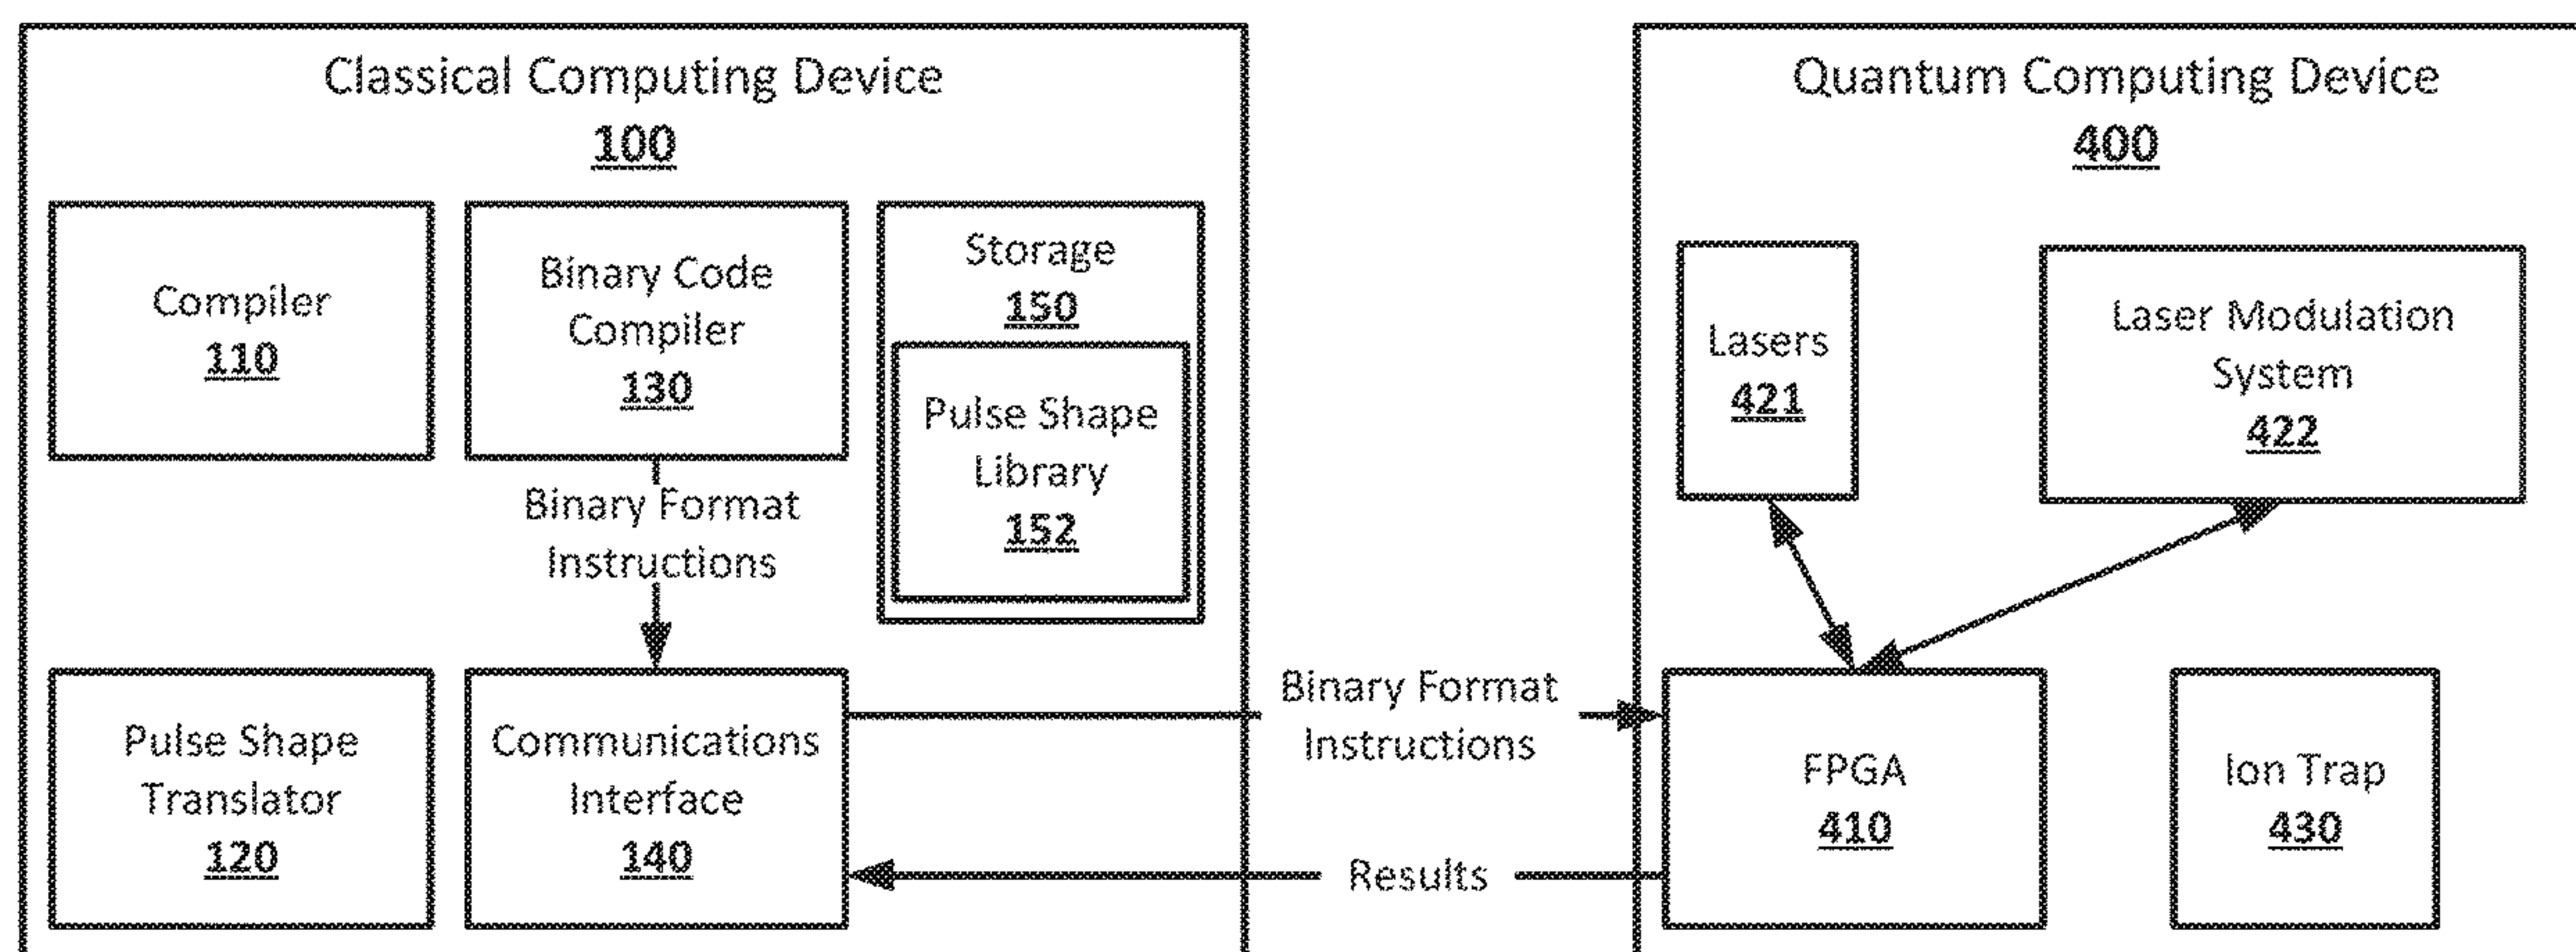 Classical Computing Device
100
Compiler
110
Binary Code
Compiler
130
Storage
150
Pulse Shape
Library
152
Binary Format
Instructions
Pulse Shape
Translator
120
Communications
Interface
140
Binary Format
Instructions
Results
Quantum Computing Device
400
Lasers
421
Laser Modulation
System
422
FPGA
410
Ion Trap
430